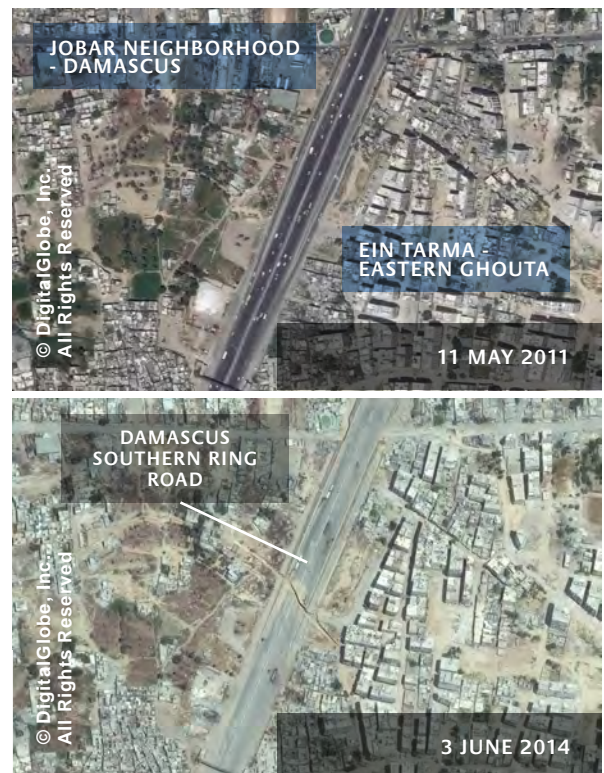 JOBAR NEIGHBORHOOD
- DAMASCUS
© DigitalGlobe, Inc.
All Rights Reserved
EIN TARMA -
EASTERN GHOUTA
11 MAY 2011
DAMASCUS
SOUTHERN RING
ROAD
© DigitalGlobe, Inc.
All Rights Reserved
3 JUNE 2014